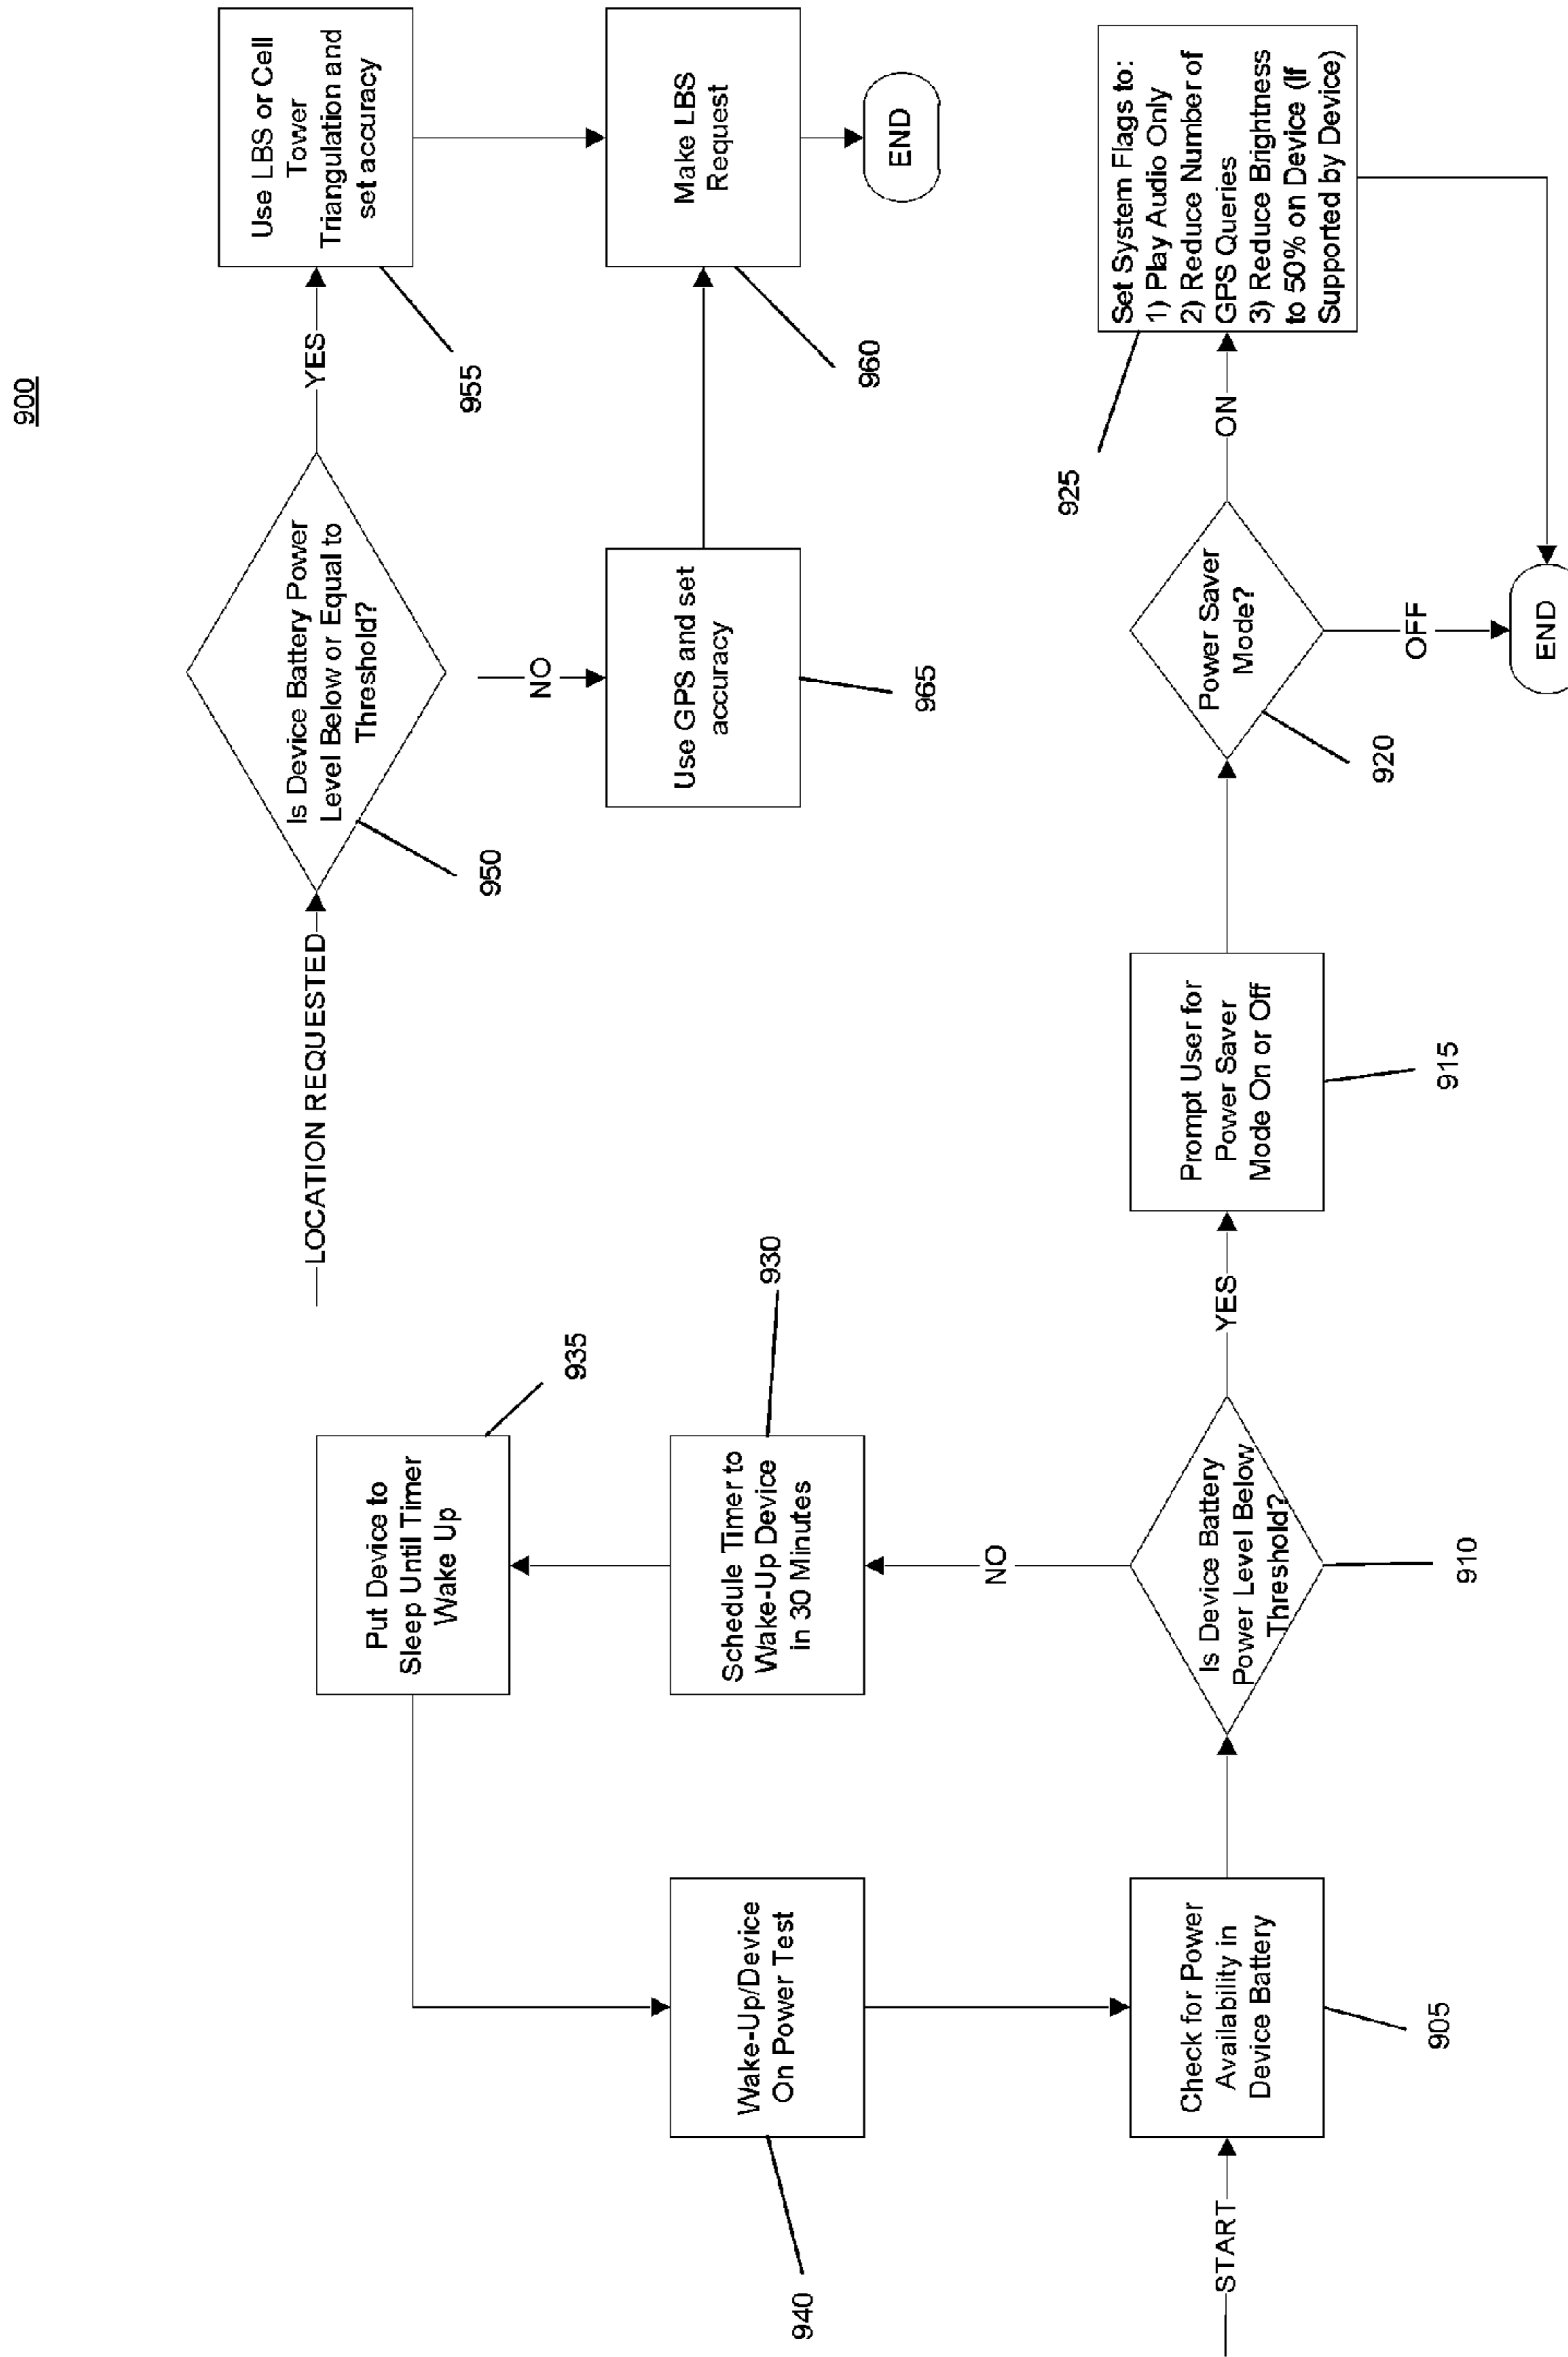 900
LOCATION REQUESTED
Is Device Battery Power
Level Below or Equal to
Threshold?
950
YES
Use LBS or Cell
Tower
Triangulation and
set accuracy
955
NO
Use GPS and set
accuracy
965
Make LBS
Request
960
END
Put Device to
Sleep Until Timer
Wake Up
935
Wake-Up/Device
On Power Test
940
Schedule Timer to
Wake-Up Device
in 30 Minutes
930
NO
START
Check for Power
Availability in
Device Battery
905
Is Device Battery
Power Level Below
Threshold?
910
YES
Prompt User for
Power Saver
Mode On or Off
915
Power Saver
Mode?
920
ON
Set System Flags to:
1) Play Audio Only
2) Reduce Number of
GPS Queries
3) Reduce Brightness
to 50% on Device (If
Supported by Device)
925
OFF
END